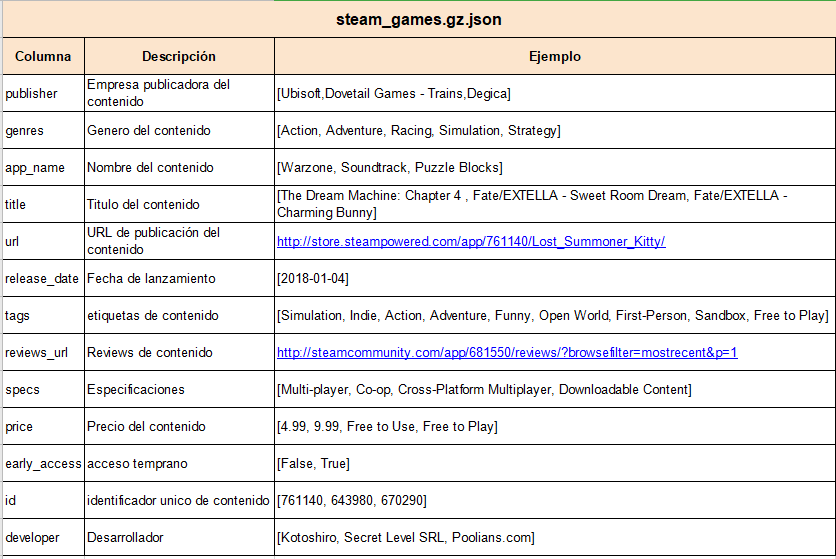 steam_games.gz.json
Columna Descripción Ejemplo
publisher Empresa publicadora del contenido [Ubisoft,Dovetail Games - Trains,Degica]
genres Genero del contenido [Action, Adventure, Racing, Simulation, Strategy]
app_name Nombre del contenido [Warzone, Soundtrack, Puzzle Blocks]
title Titulo del contenido [The Dream Machine: Chapter 4 , Fate/EXTELLA - Sweet Room Dream, Fate/EXTELLA - Charming Bunny]
url URL de publicación del contenido http://store.steampowered.com/app/761140/Lost_Summoner_Kitty/
release_date Fecha de lanzamiento [2018-01-04]
tags etiquetas de contenido [Simulation, Indie, Action, Adventure, Funny, Open World, First-Person, Sandbox, Free to Play]
reviews_url Reviews de contenido http://steamcommunity.com/app/681550/reviews/?browsefilter=mostrecent&p=1
specs Especificaciones [Multi-player, Co-op, Cross-Platform Multiplayer, Downloadable Content]
price Precio del contenido [4.99, 9.99, Free to Use, Free to Play]
early_access acceso temprano [False, True]
id identificador unico de contenido [761140, 643980, 670290]
developer Desarrollador [Kotoshiro, Secret Level SRL, Poolians.com]